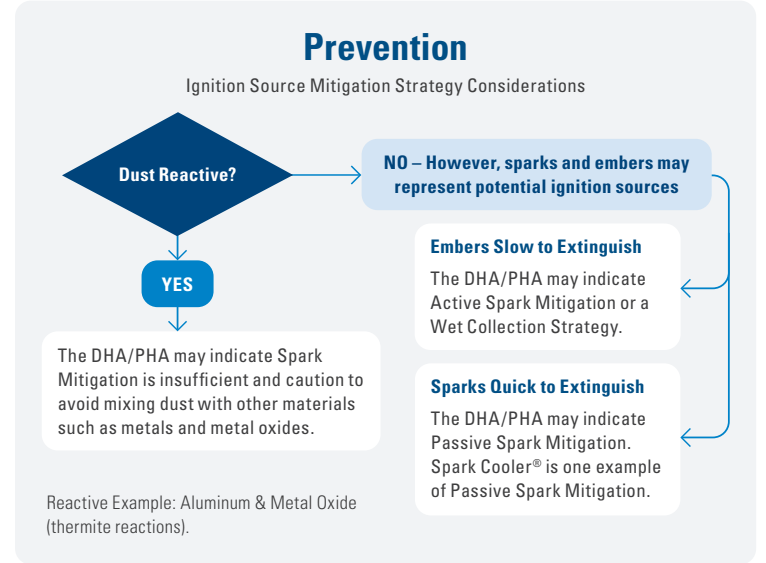 Prevention
Ignition Source Mitigation Strategy Considerations
Dust Reactive?
NO – However, sparks and embers may
represent potential ignition sources
YES
The DHA/PHA may indicate Spark
Mitigation is insufficient and caution to
avoid mixing dust with other materials
such as metals and metal oxides.
Embers Slow to Extinguish
The DHA/PHA may indicate
Active Spark Mitigation or a
Wet Collection Strategy.
Sparks Quick to Extinguish
The DHA/PHA may indicate
Passive Spark Mitigation.
Spark Cooler® is one example
of Passive Spark Mitigation.
Reactive Example: Aluminum & Metal Oxide
(thermite reactions).